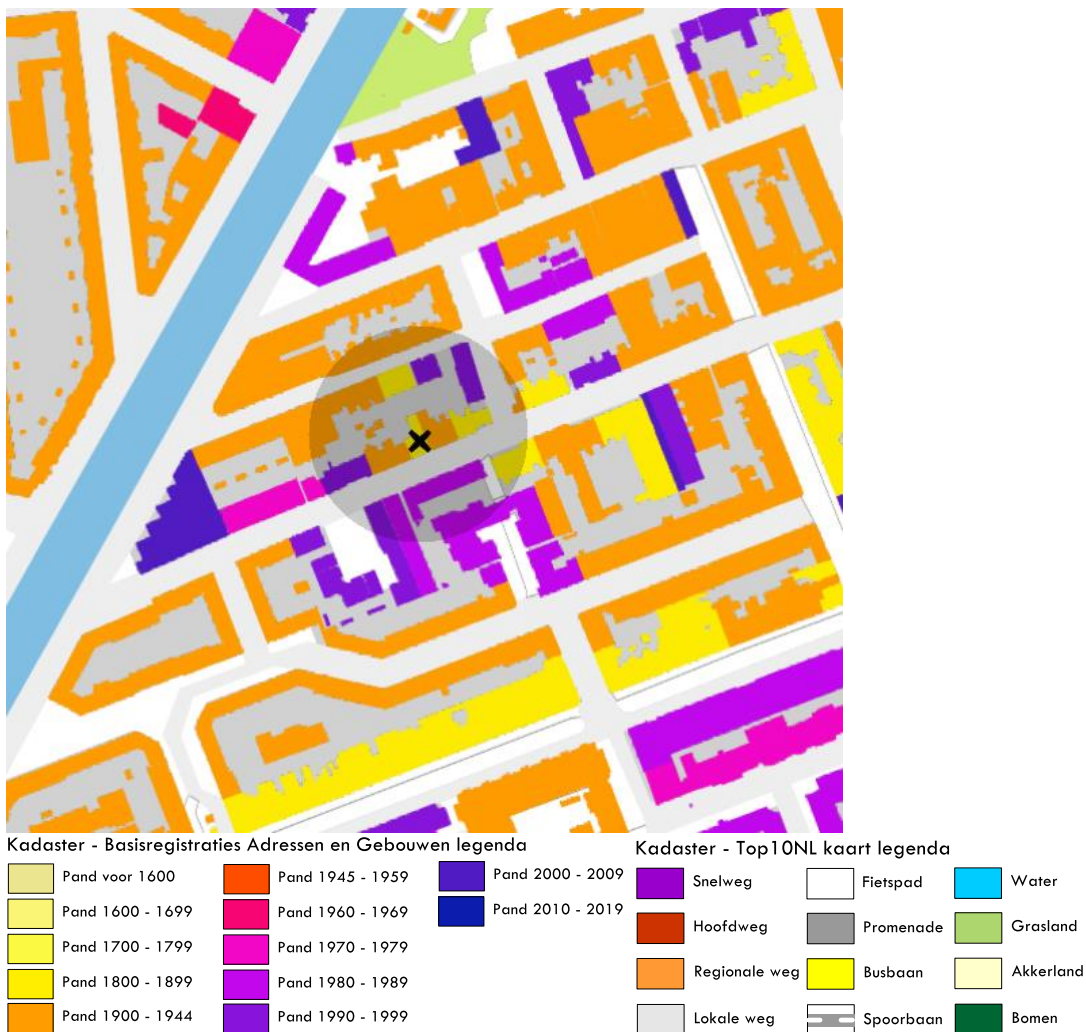 Kadaster - Basisregistraties Adressen en Gebouwen legenda
Pand voor 1600
Pand 1600 - 1699
Pand 1700 - 1799
Pand 1800 - 1899
Pand 1900 - 1944
Pand 1945 - 1959
Pand 1960 - 1969
Pand 1970 - 1979
Pand 1980 - 1989
Pand 1990 - 1999
Pand 2000 - 2009
Pand 2010 - 2019
Kadaster - Top10NL kaart legenda
Snelweg
Hoofdweg
Regionale weg
Lokale weg
Fietspad
Promenade
Busbaan
Spoorbaan
Water
Grasland
Akkerland
Bomen